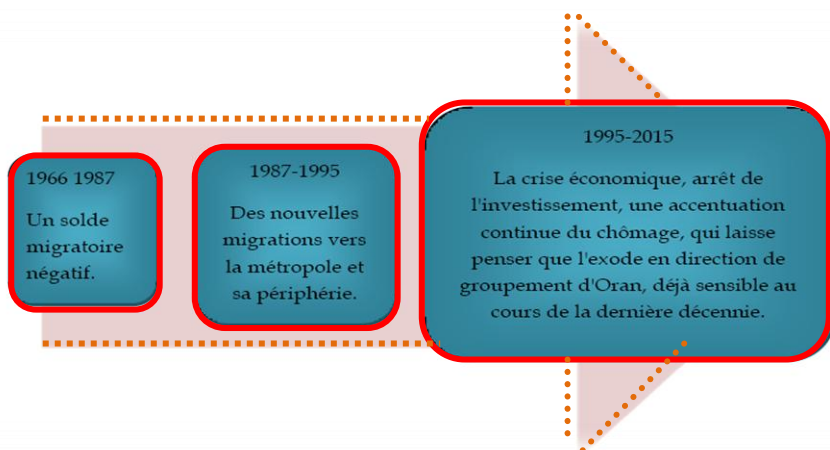 1966 1987
Un solde
migratoire
négatif.
1987-1995
Des nouvelles
migrations vers
la métropole et
sa périphérie.
1995-2015
La crise économique, arrêt de
l'investissement, une accentuation
continue du chômage, qui laisse
penser que l'exode en direction de
groupement d'Oran, déjà sensible au
cours de la dernière décennie.